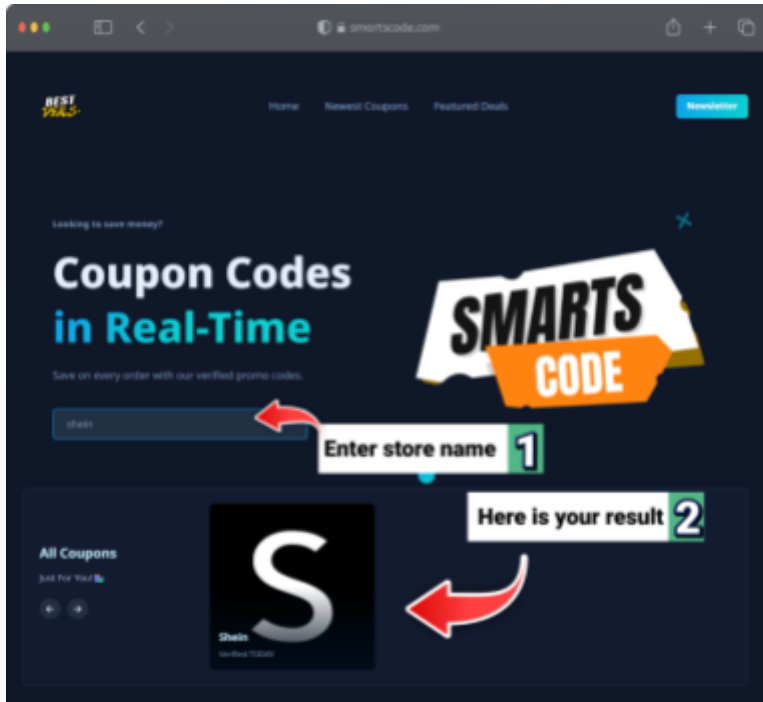 smartscode.com
BEST
DEALS
Home Newest Coupons Featured Deals
Newsletter
Looking to save money?
Coupon Codes
in Real-Time
Save on every order with our verified promo codes.
SMARTS
CODE
shein
Enter store name 1
Here is your result 2
All Coupons
Just For You!
S
Shein
Verified TODAY